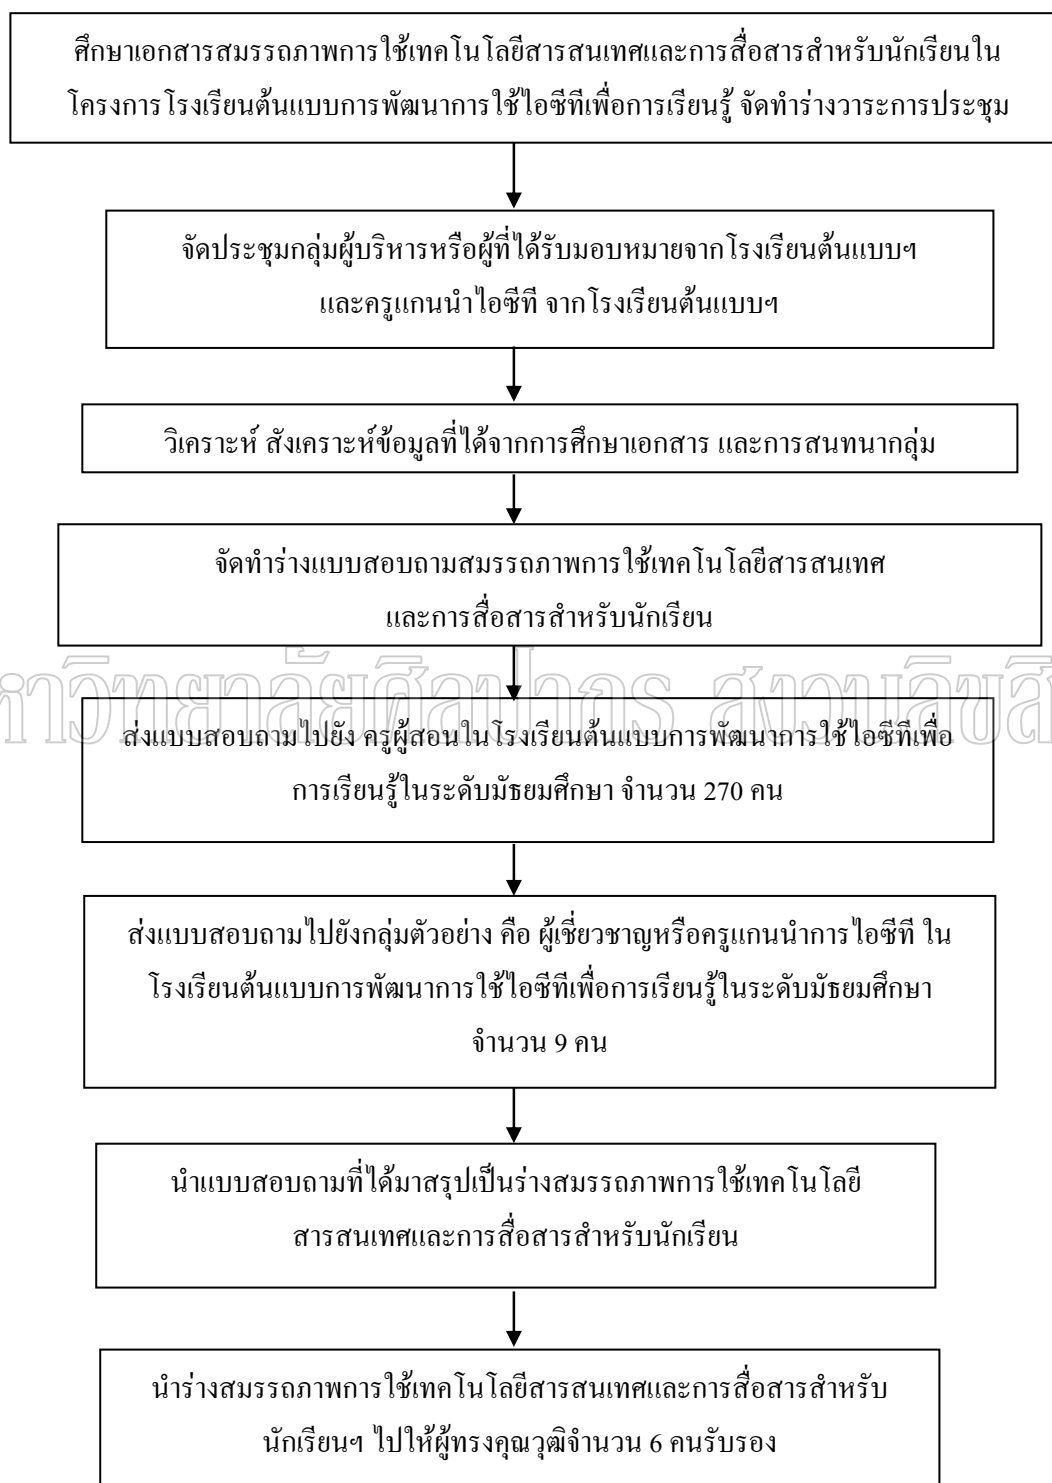 ศึกษาเอกสารสมรรถภาพการใช้เทคโนโลยีสารสนเทศและการสื่อสารสำหรับนักเรียนใน
โครงการโรงเรียนต้นแบบการพัฒนาการใช้ไอซีทีเพื่อการเรียนรู้ จัดทำร่างวาระการประชุม
จัดประชุมกลุ่มผู้บริหารหรือผู้ที่ได้รับมอบหมายจากโรงเรียนต้นแบบฯ
และครูแกนนำไอซีที จากโรงเรียนต้นแบบฯ
วิเคราะห์ สังเคราะห์ข้อมูลที่ได้จากการศึกษาเอกสาร และการสนทนากลุ่ม
จัดทำร่างแบบสอบถามสมรรถภาพการใช้เทคโนโลยีสารสนเทศ
และการสื่อสารสำหรับนักเรียน
หาวิทยาลัยศิลปากร สงวนลิขสิ
ส่งแบบสอบถามไปยัง ครูผู้สอนในโรงเรียนต้นแบบการพัฒนาการใช้ไอซีทีเพื่อ
การเรียนรู้ในระดับมัธยมศึกษา จำนวน 270 คน
ส่งแบบสอบถามไปยังกลุ่มตัวอย่าง คือ ผู้เชี่ยวชาญหรือครูแกนนำการไอซีที ใน
โรงเรียนต้นแบบการพัฒนาการใช้ไอซีทีเพื่อการเรียนรู้ในระดับมัธยมศึกษา
จำนวน 9 คน
นำแบบสอบถามที่ได้มาสรุปเป็นร่างสมรรถภาพการใช้เทคโนโลยี
สารสนเทศและการสื่อสารสำหรับนักเรียน
นำร่างสมรรถภาพการใช้เทคโนโลยีสารสนเทศและการสื่อสารสำหรับ
นักเรียนฯ ไปให้ผู้ทรงคุณวุฒิจำนวน 6 คนรับรอง